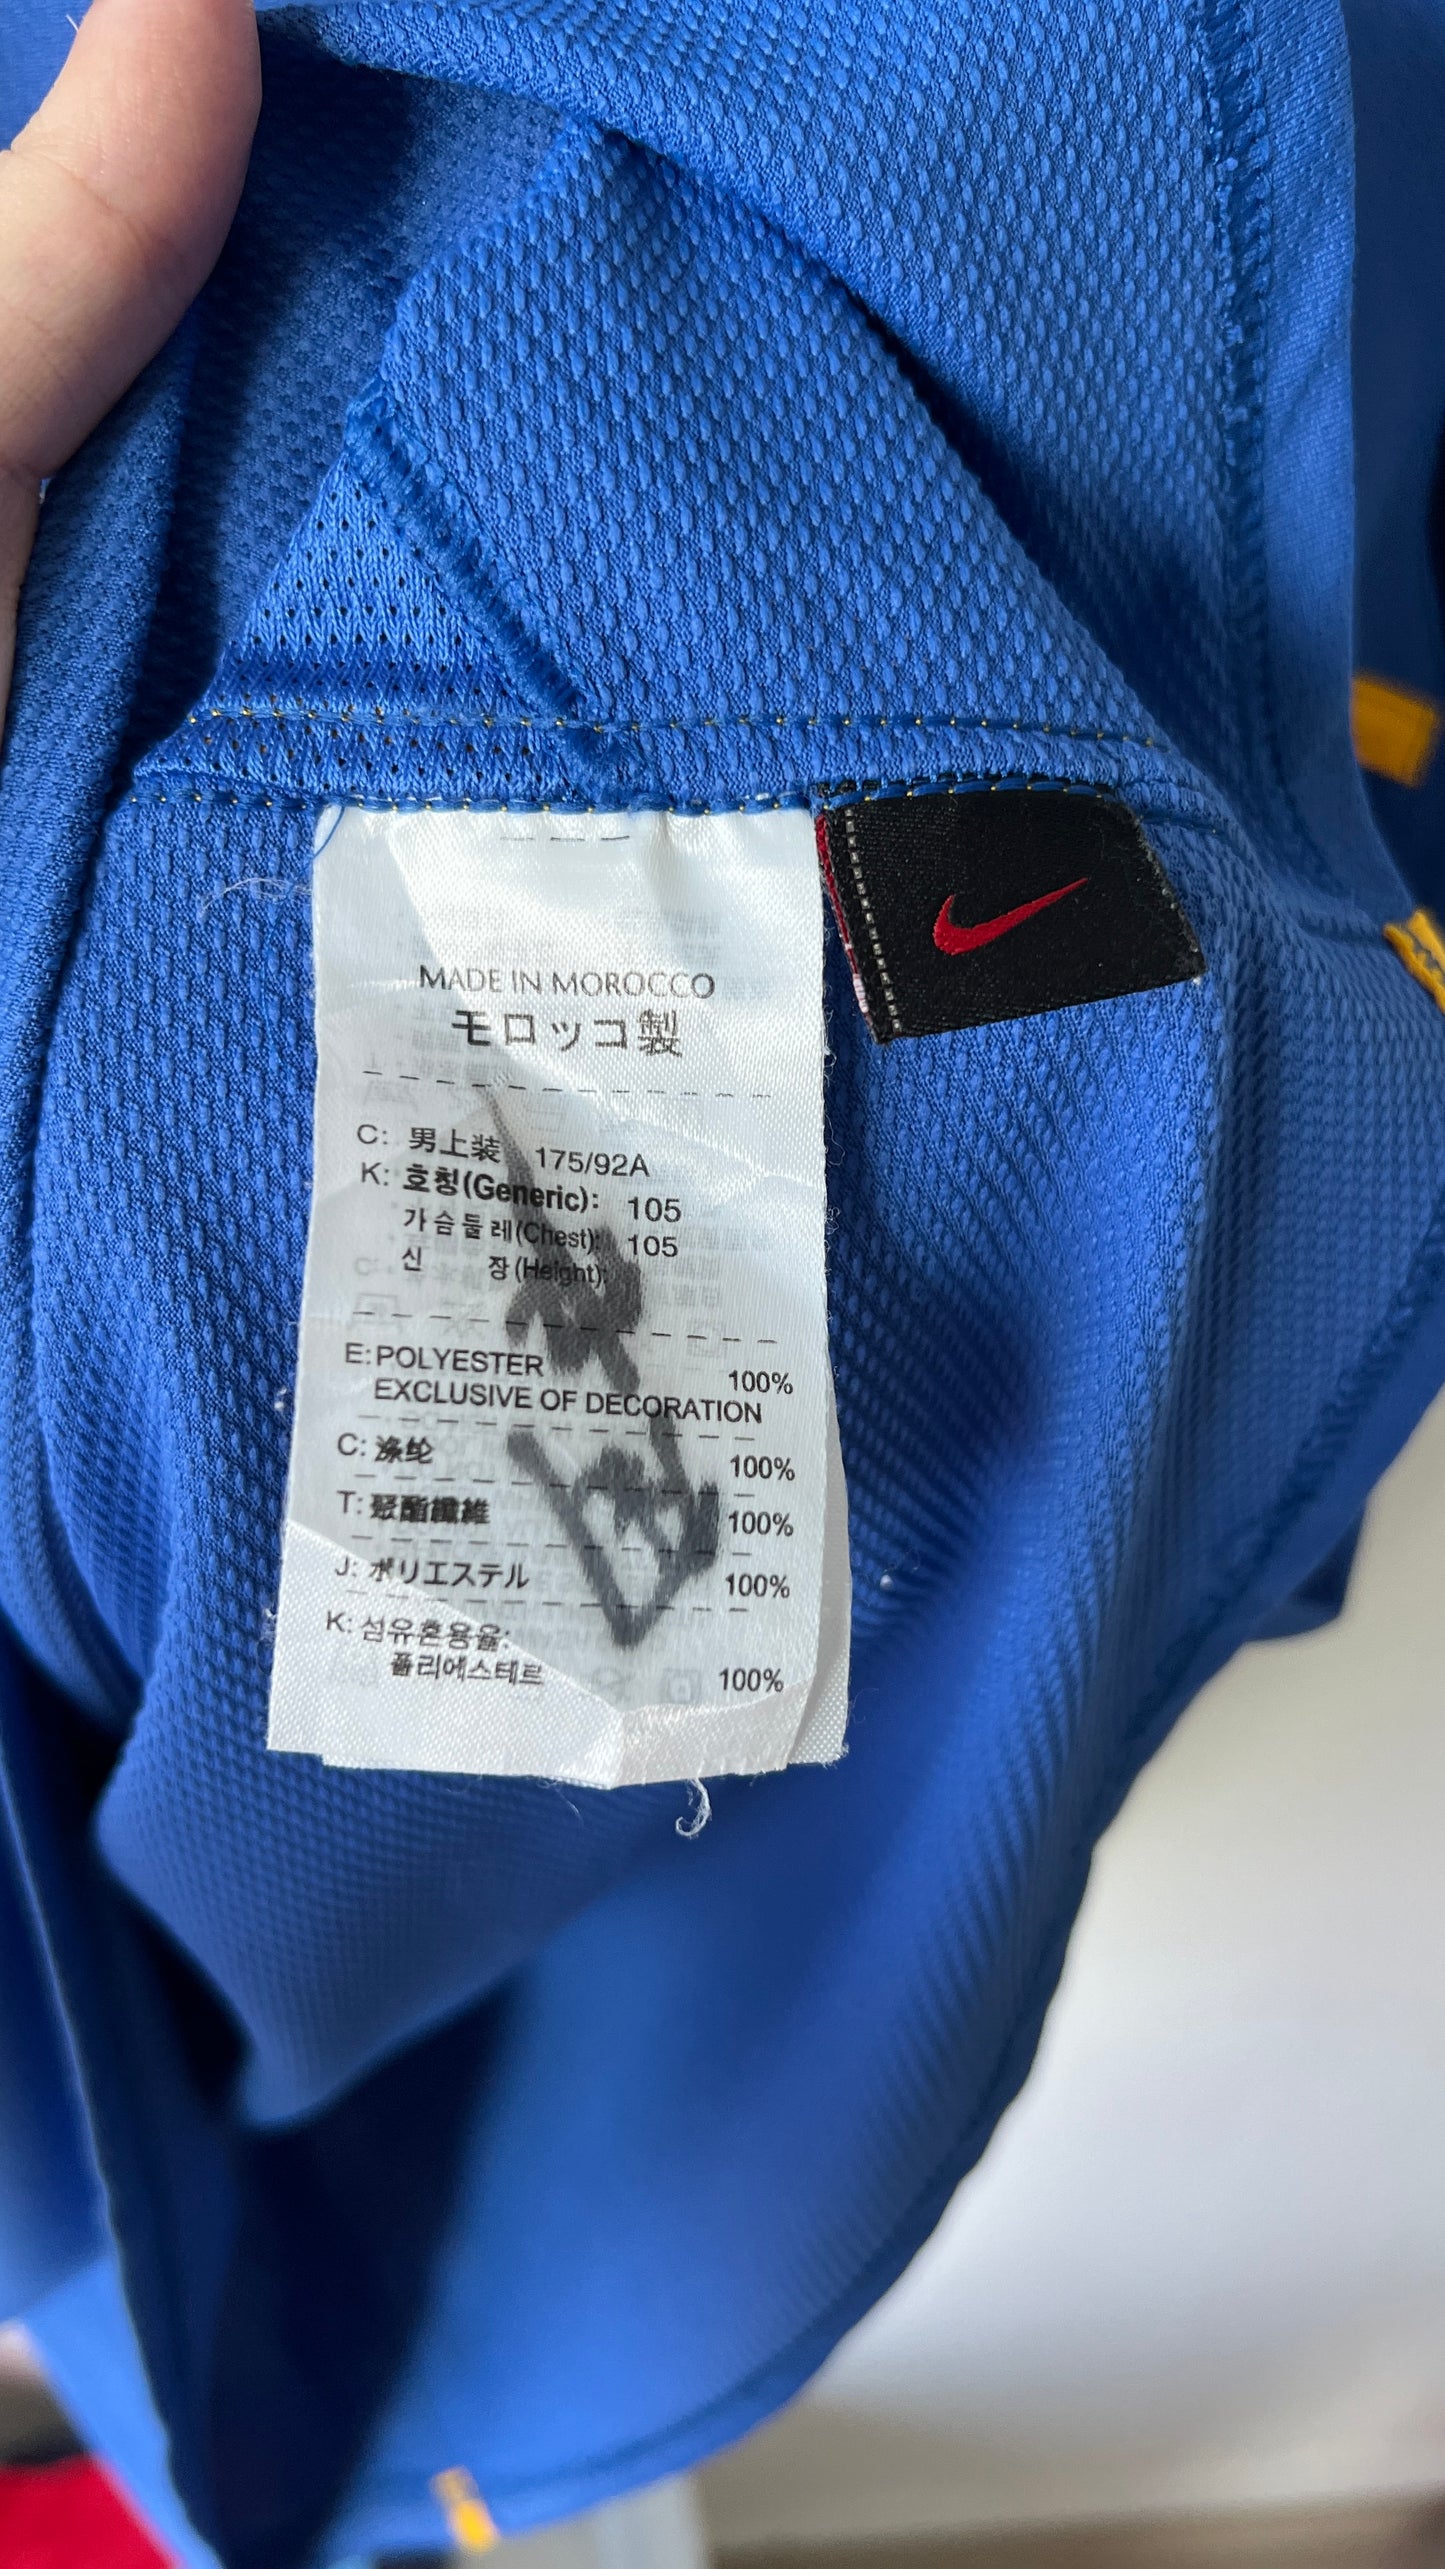 MADE IN MOROCCO
モロッコ製
C: 男上装 175/92A
K: 호칭(Generic): 105
가슴둘레(Chest): 105
신 장(Height):
E: POLYESTER 100%
EXCLUSIVE OF DECORATION
C: 涤纶 100%
T: 聚酯纖維 100%
J: ポリエステル 100%
K: 섬유혼용율:
폴리에스테르 100%